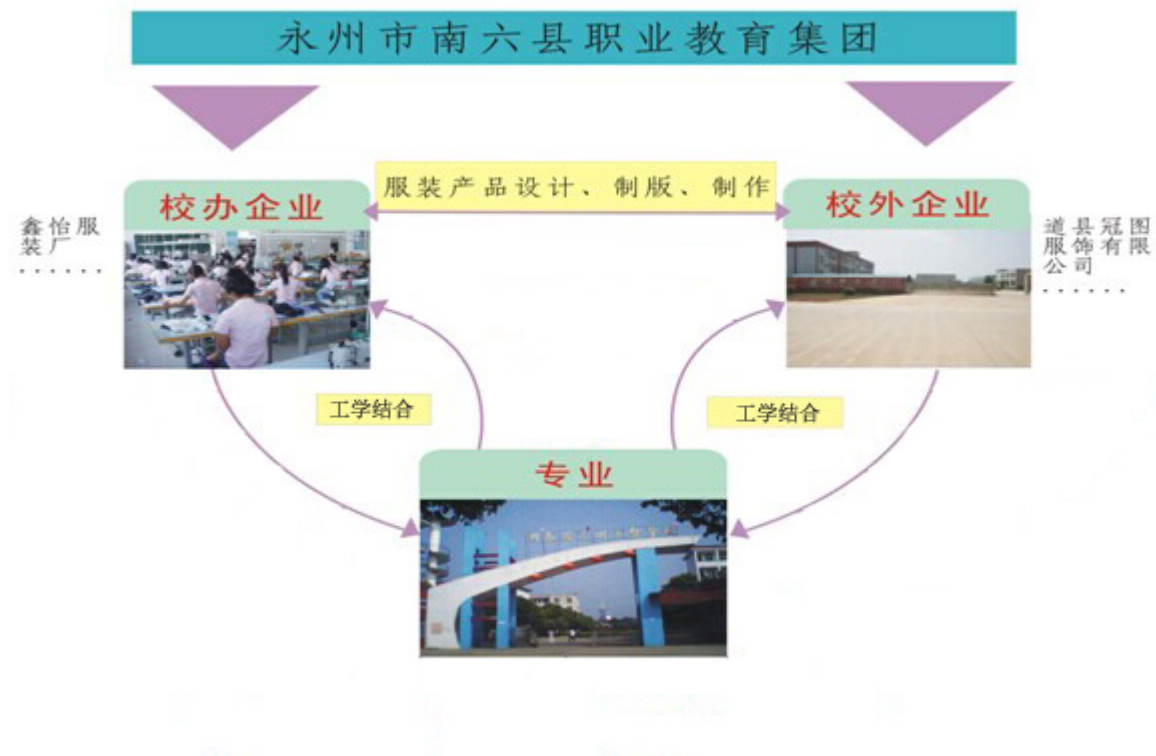 永州市南六县职业教育集团
服装产品设计、制版、制作
校办企业
校外企业
鑫怡服
装厂
······
道县冠图
服饰有限
公司
······
工学结合
工学结合
专业